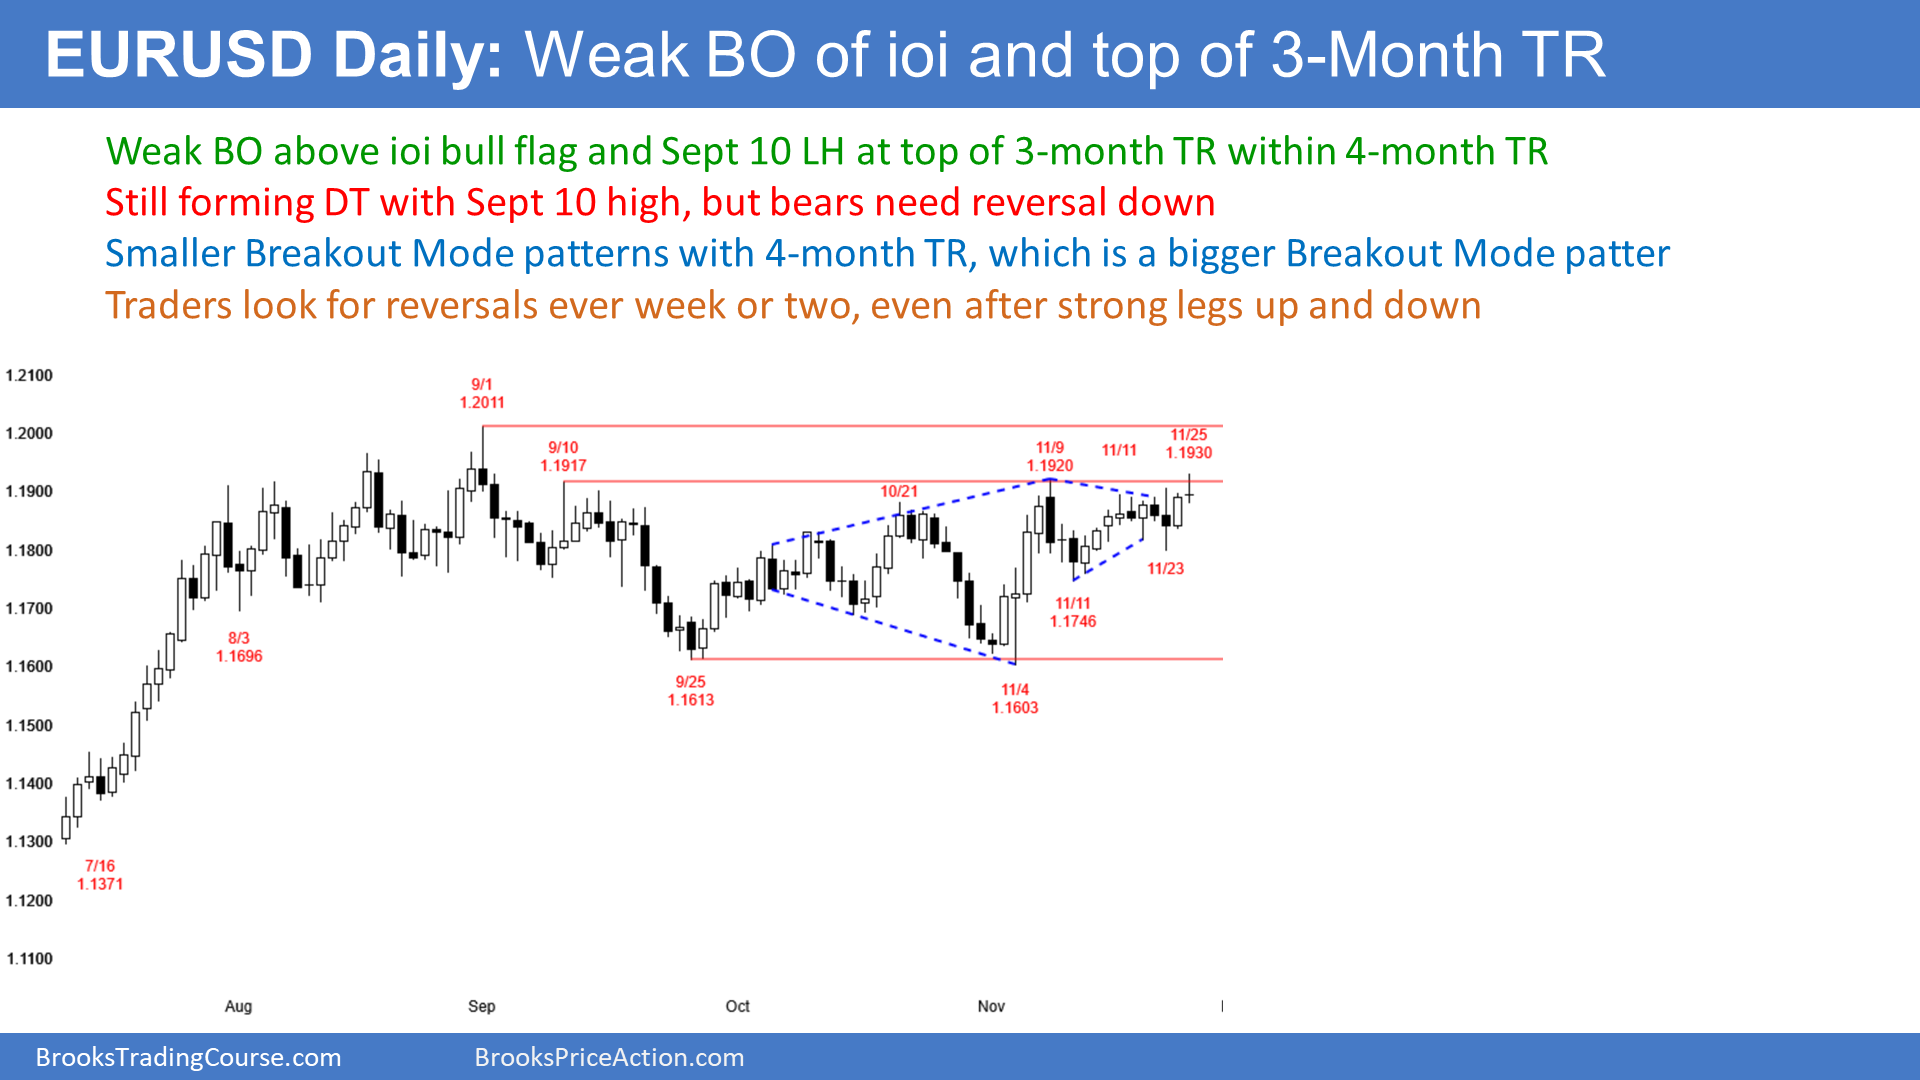 EURUSD Daily: Weak BO of ioi and top of 3-Month TR
Weak BO above ioi bull flag and Sept 10 LH at top of 3-month TR within 4-month TR
Still forming DT with Sept 10 high, but bears need reversal down
Smaller Breakout Mode patterns with 4-month TR, which is a bigger Breakout Mode patter
Traders look for reversals ever week or two, even after strong legs up and down
1.2100
1.2000
1.1900
1.1800
1.1700
1.1600
1.1500
1.1400
1.1300
1.1200
1.1100
9/1
1.2011
9/10
1.1917
10/21
11/9
1.1920
11/11
11/25
1.1930
8/3
1.1696
9/25
1.1613
11/4
1.1603
11/11
1.1746
11/23
7/16
1.1371
Aug
Sep
Oct
Nov
BrooksTradingCourse.com
BrooksPriceAction.com